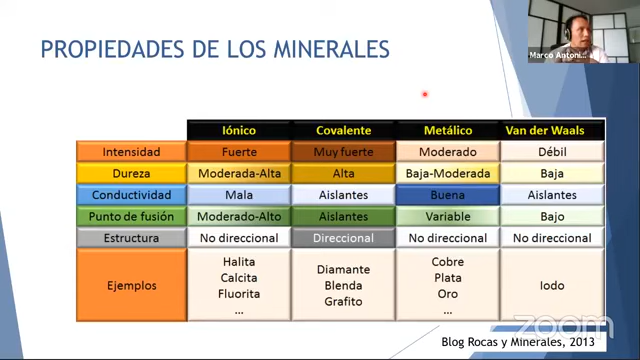 PROPIEDADES DE LOS MINERALES
Marco Antoni...
Iónico Covalente Metálico Van der Waals
Intensidad Fuerte Muy fuerte Moderado Débil
Dureza Moderada-Alta Alta Baja-Moderada Baja
Conductividad Mala Aislantes Buena Aislantes
Punto de fusión Moderado-Alto Aislantes Variable Bajo
Estructura No direccional Direccional No direccional No direccional
Ejemplos
Halita
Calcita
Fluorita
...
Diamante
Blenda
Grafito
Cobre
Plata
Oro
...
Iodo
zoom
Blog Rocas y Minerales, 2013